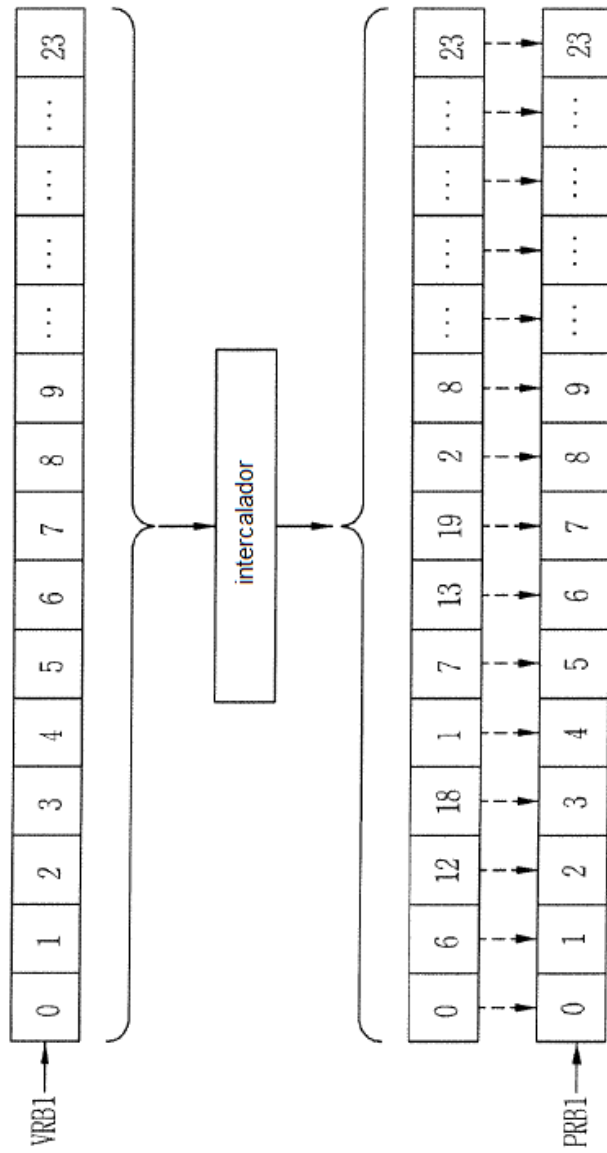 VRB1 0 1 2 3 4 5 6 7 8 9 ... ... ... ... 23
intercalador
0 6 12 18 1 7 13 19 2 8 ... ... ... ... 23
PRB1 0 1 2 3 4 5 6 7 8 9 ... ... ... ... 23